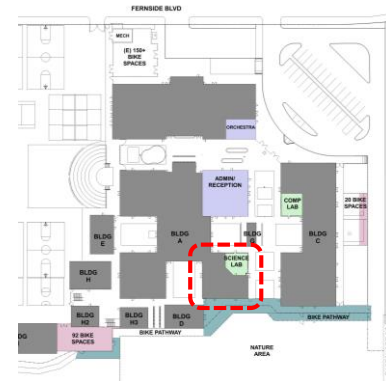 FERNSIDE BLVD
MECH
(E) 150+
BIKE
SPACES
ORCHESTRA
ADMIN/
RECEPTION
COMP
LAB
28 BIKE
SPACES
BLDG
E
BLDG
A
BLDG
C
SCIENCE
LAB
BLDG
H
BLDG
H2
BLDG
H3
BLDG
D
BIKE PATHWAY
92 BIKE
SPACES
BIKE PATHWAY
NATURE
AREA